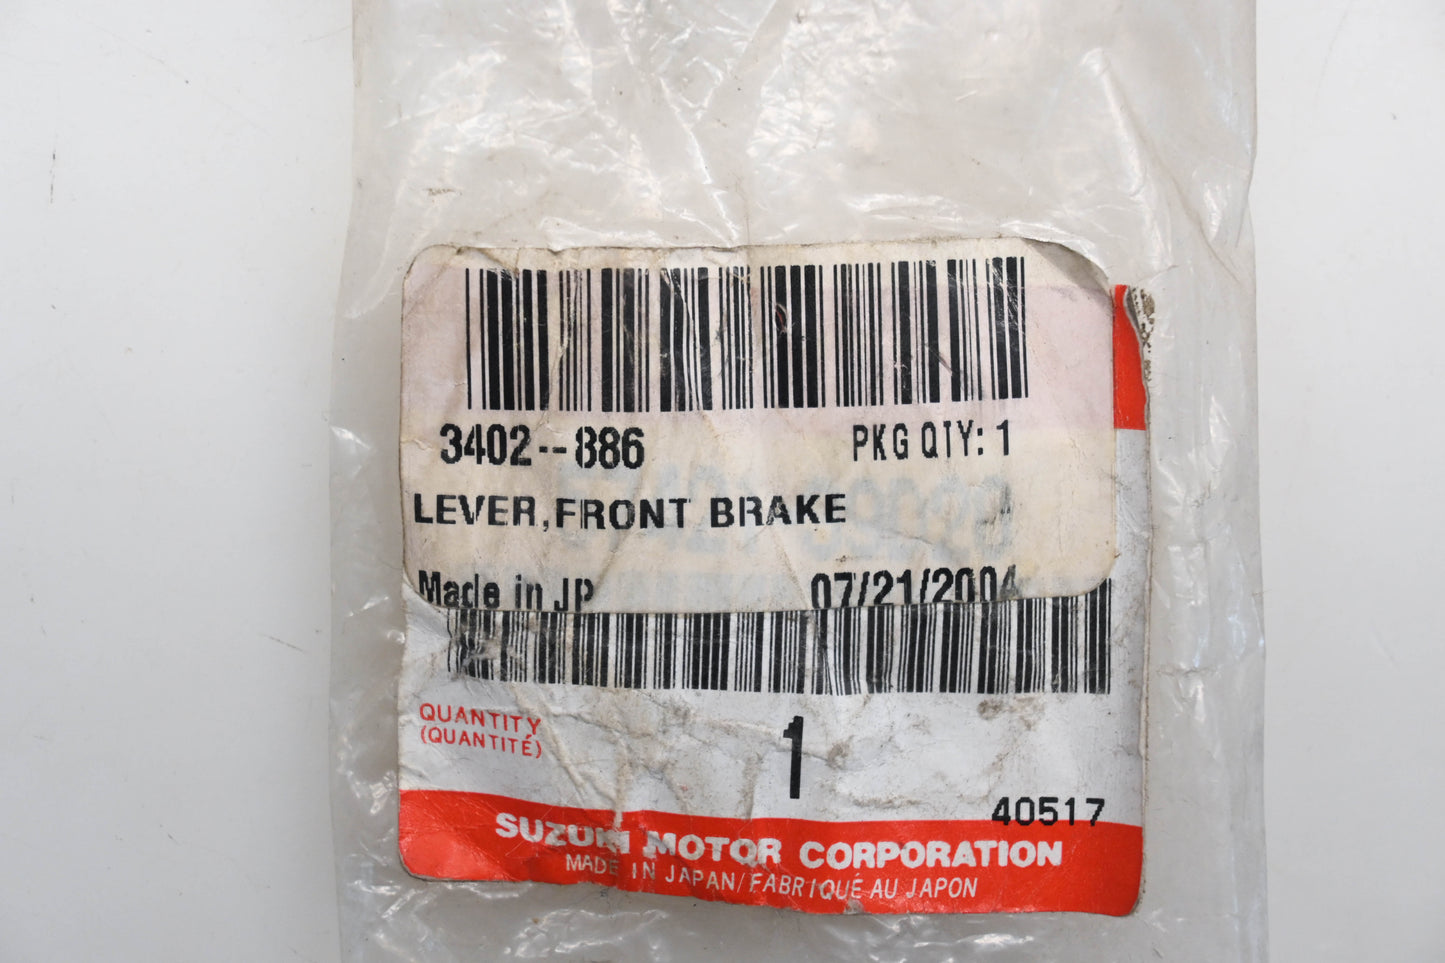 3402--886 PKG QTY: 1
LEVER,FRONT BRAKE
Made in JP 07/21/2004
QUANTITY
(QUANTITÉ)
1
40517
SUZUKI MOTOR CORPORATION
MADE IN JAPAN/FABRIQUÉ AU JAPON